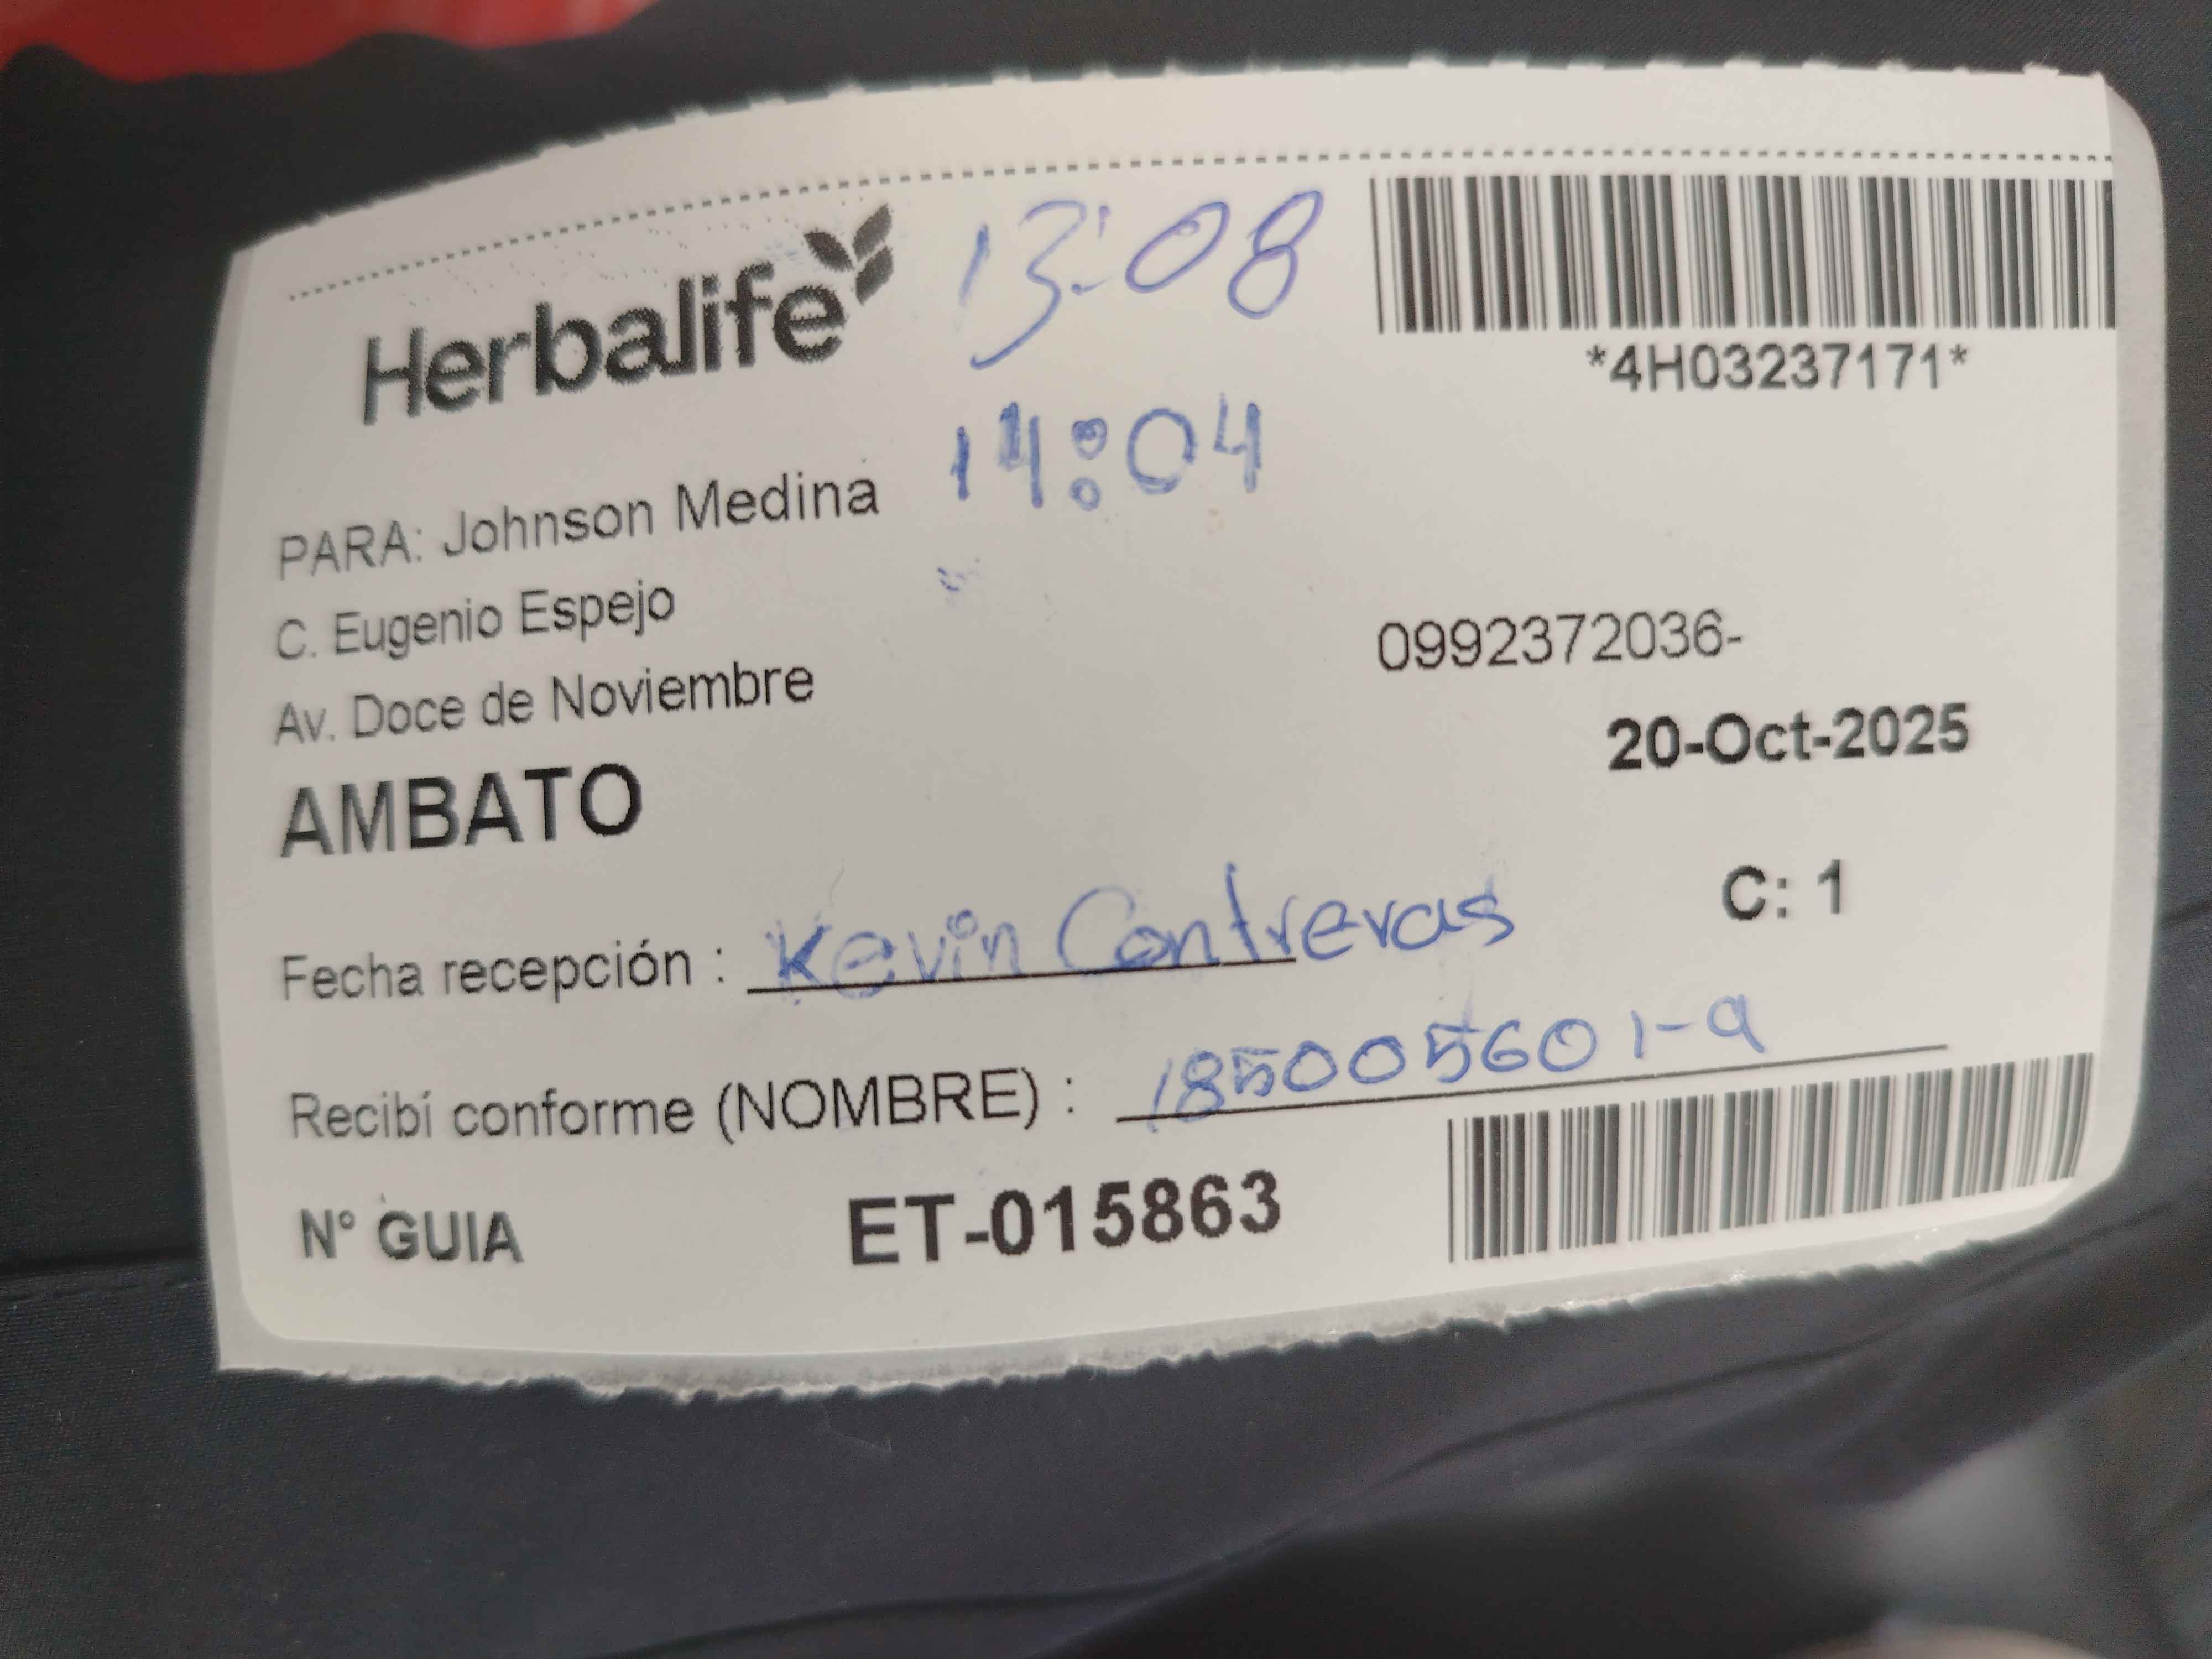 Herbalife
13:08
*4H03237171*
14:04
PARA: Johnson Medina
C. Eugenio Espejo
0992372036-
Av. Doce de Noviembre
20-Oct-2025
AMBATO
C: 1
Fecha recepción : Kevin Contreras
Recibí conforme (NOMBRE) : 185005601-9
N° GUIA ET-015863